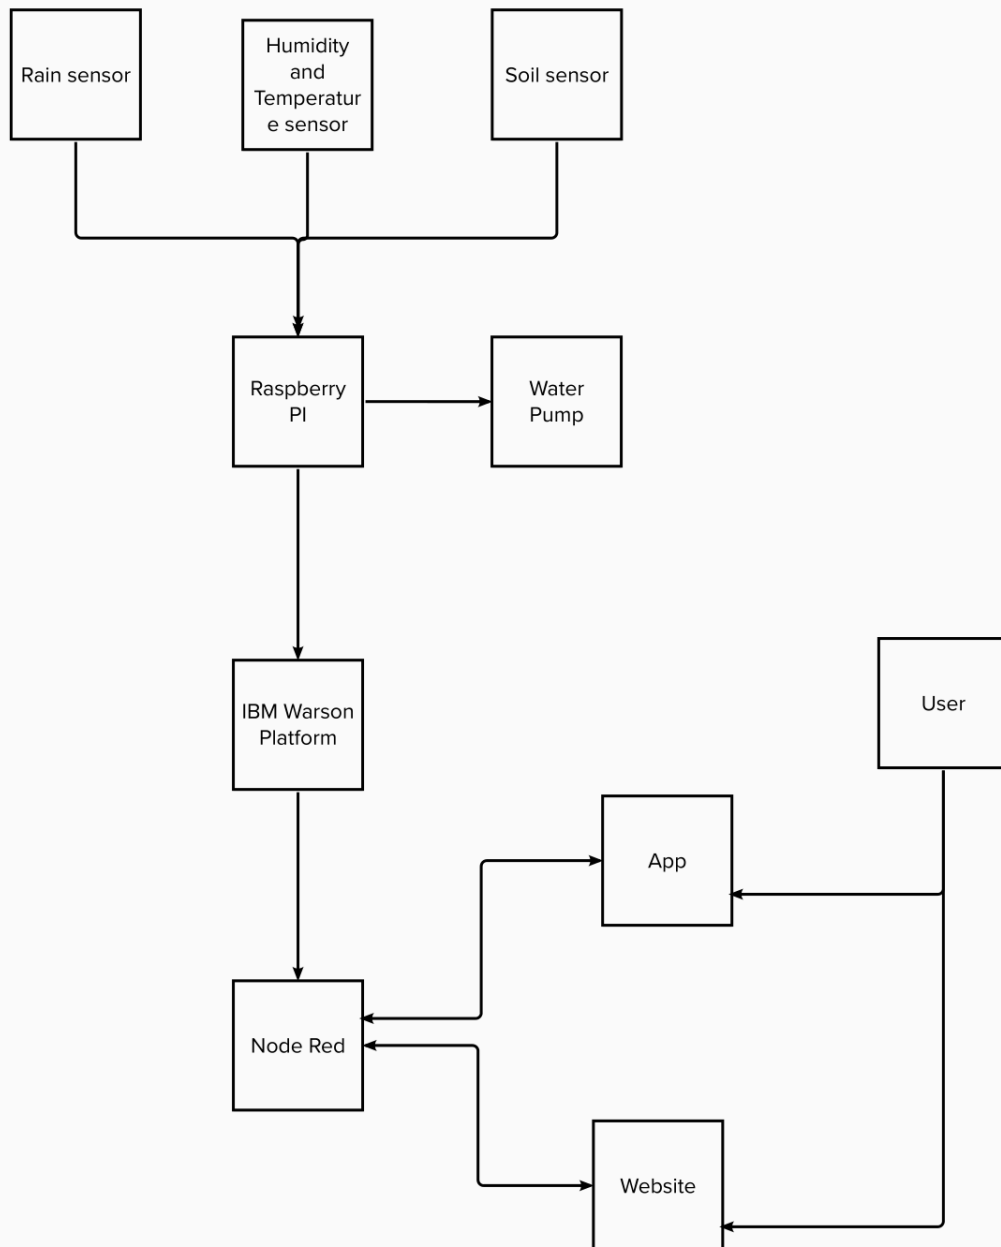 Rain sensor
Humidity
and
Temperatur
e sensor
Soil sensor
Raspberry
PI
Water
Pump
IBM Warson
Platform
User
App
Node Red
Website